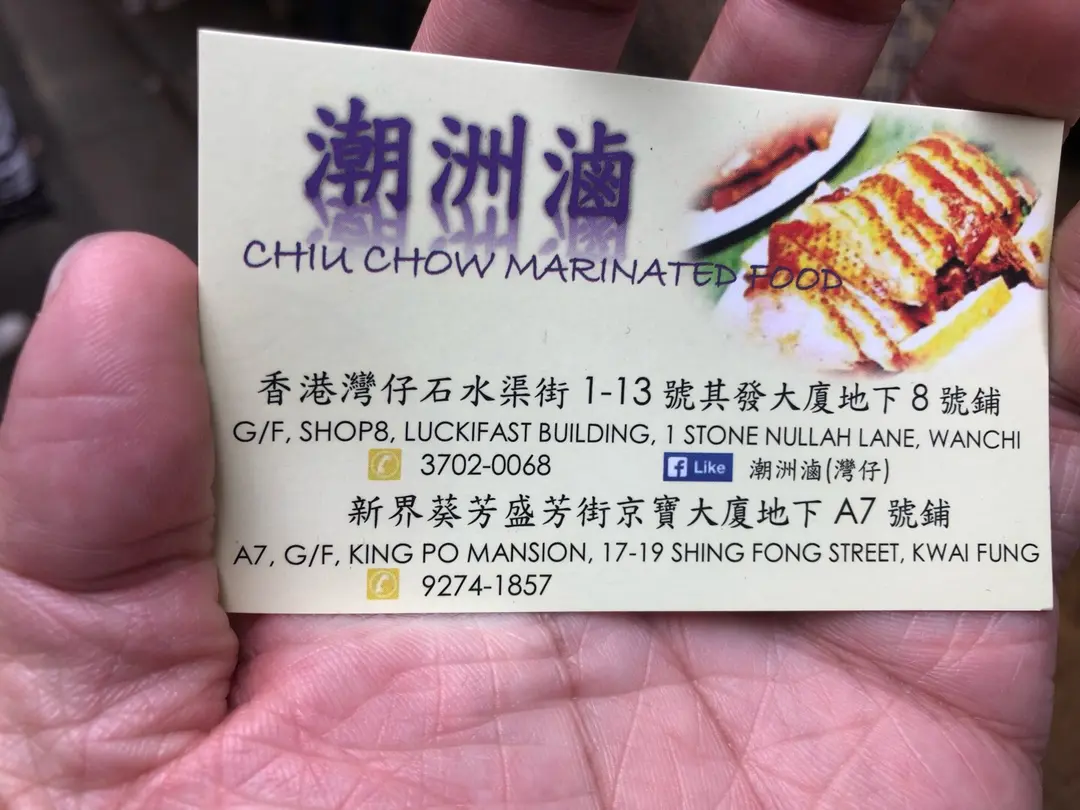 潮洲滷
CHIU CHOW MARINATED FOOD
香港灣仔石水渠街 1-13 號其發大廈地下 8 號鋪
G/F, SHOP8, LUCKIFAST BUILDING, 1 STONE NULLAH LANE, WANCHI
3702-0068 f Like 潮洲滷(灣仔)
新界葵芳盛芳街京寶大廈地下 A7 號鋪
A7, G/F, KING PO MANSION, 17-19 SHING FONG STREET, KWAI FUNG
9274-1857